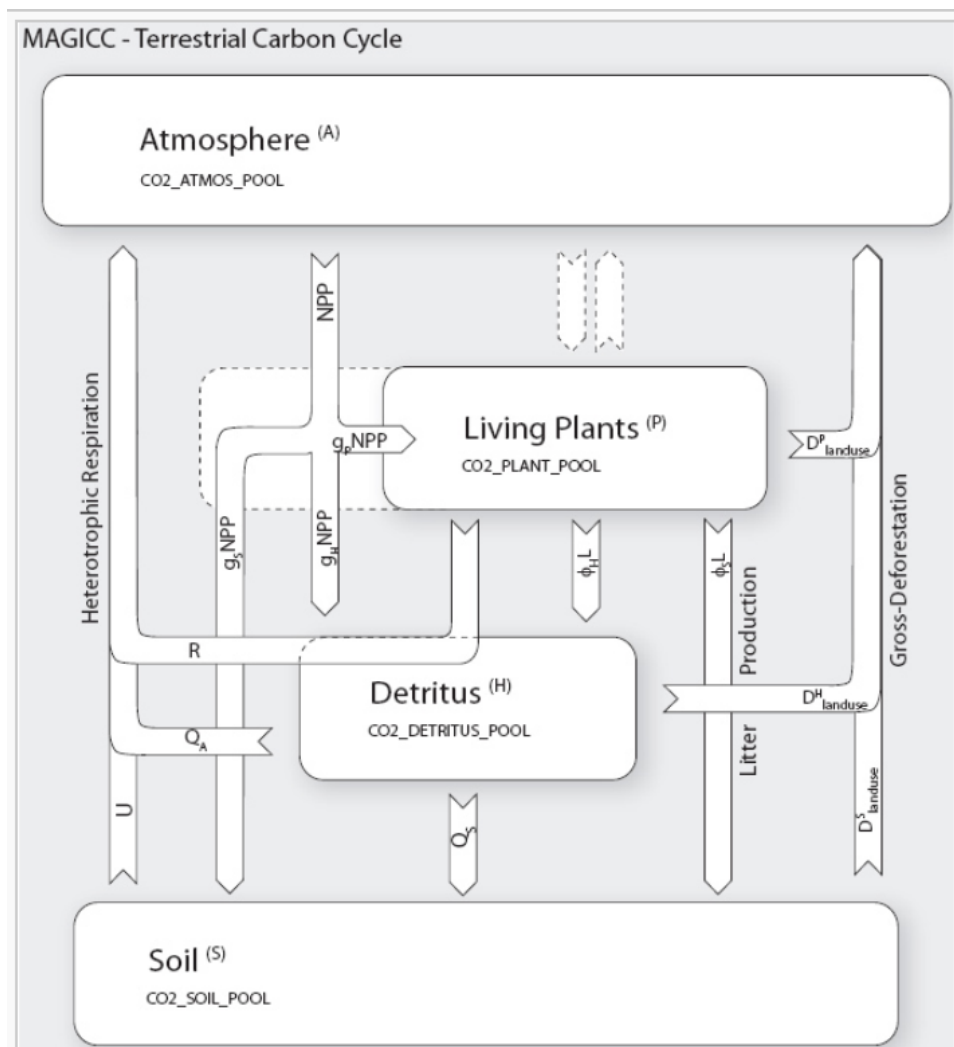 MAGICC - Terrestrial Carbon Cycle
Atmosphere (A)
CO2_ATMOS_POOL
NPP
Living Plants (P)
CO2_PLANT_POOL
gPNPP
DPlanduse
Heterotrophic Respiration
gSNPP
gHNPP
ϕHL
ϕSL
Litter Production
Gross-Deforestation
R
Detritus (H)
CO2_DETRITUS_POOL
DHlanduse
QA
U
QS
DSlanduse
Soil (S)
CO2_SOIL_POOL